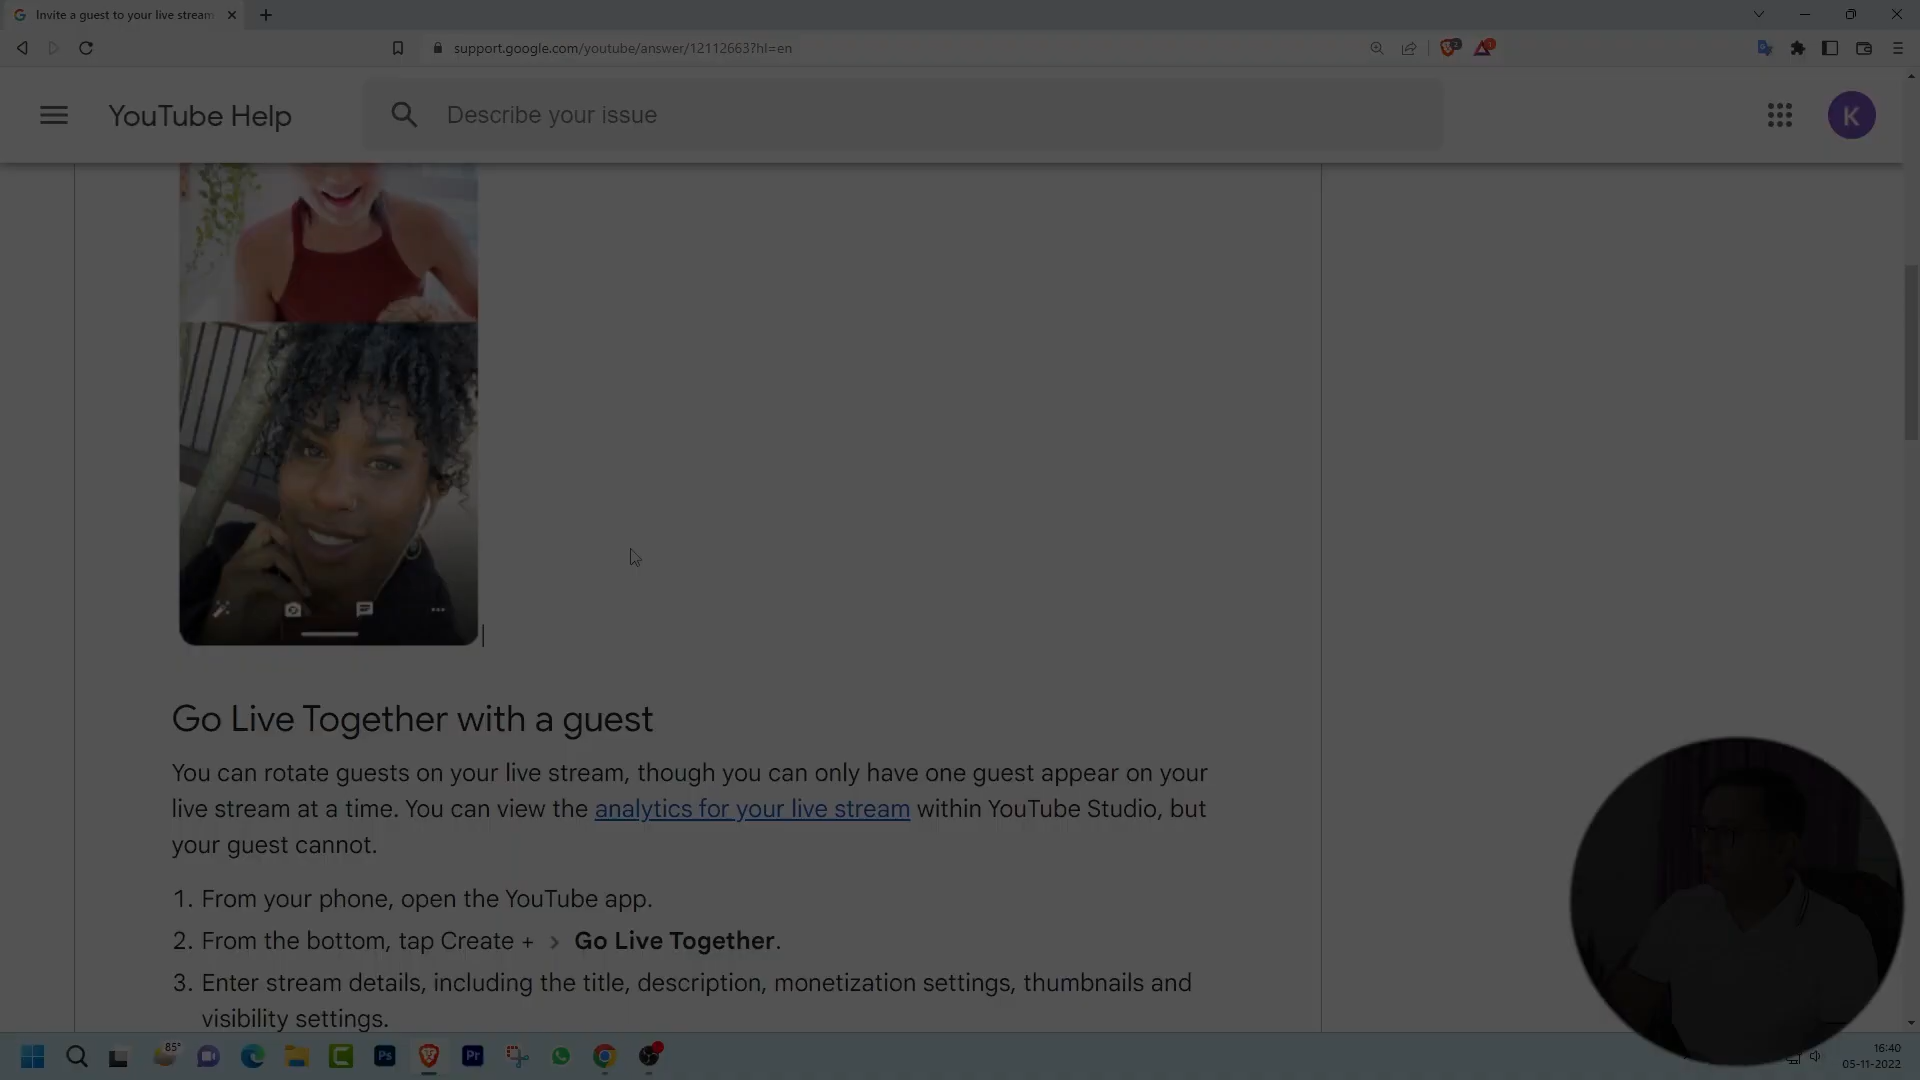 Invite a guest to your live stream
support.google.com/youtube/answer/12112663?hl=en
2
1
YouTube Help
Describe your issue
K
Go Live Together with a guest
You can rotate guests on your live stream, though you can only have one guest appear on your
live stream at a time. You can view the analytics for your live stream within YouTube Studio, but
your guest cannot.
1. From your phone, open the YouTube app.
2. From the bottom, tap Create + > Go Live Together.
3. Enter stream details, including the title, description, monetization settings, thumbnails and
visibility settings.
85°
Ps
Pr
16:40
05-11-2022